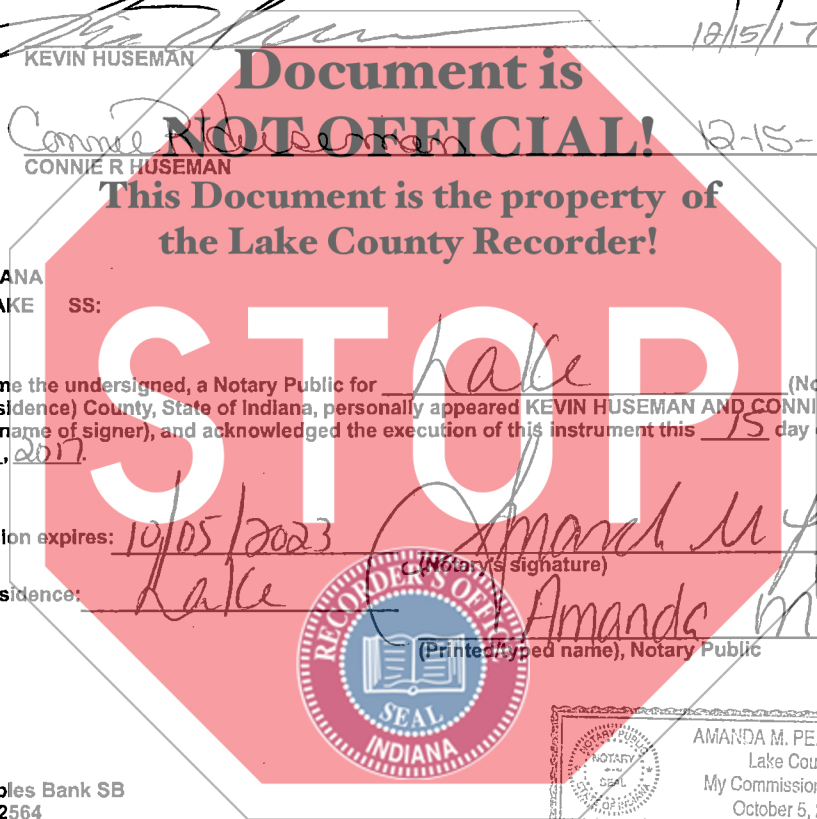 12/15/17
KEVIN HUSEMAN
Document is
Connie R Huseman 12-15-
NOT OFFICIAL!
CONNIE R HUSEMAN
This Document is the property of
the Lake County Recorder!
ANA
AKE SS:
STOP
me the undersigned, a Notary Public for Lake (No
sidence) County, State of Indiana, personally appeared KEVIN HUSEMAN AND CONNI
name of signer), and acknowledged the execution of this instrument this 15 day
, 2017.
ion expires: 10/05/2023 Amanda M
(Notary's signature)
sidence: Lake Amanda M
(Printed/typed name), Notary Public
RECORDER'S OFFICE
SEAL
INDIANA
NOTARY PUBLIC
NOTARY
SEAL
STATE OF INDIANA
AMANDA M. PE
Lake Cou
My Commission
October 5, 
ples Bank SB
2564